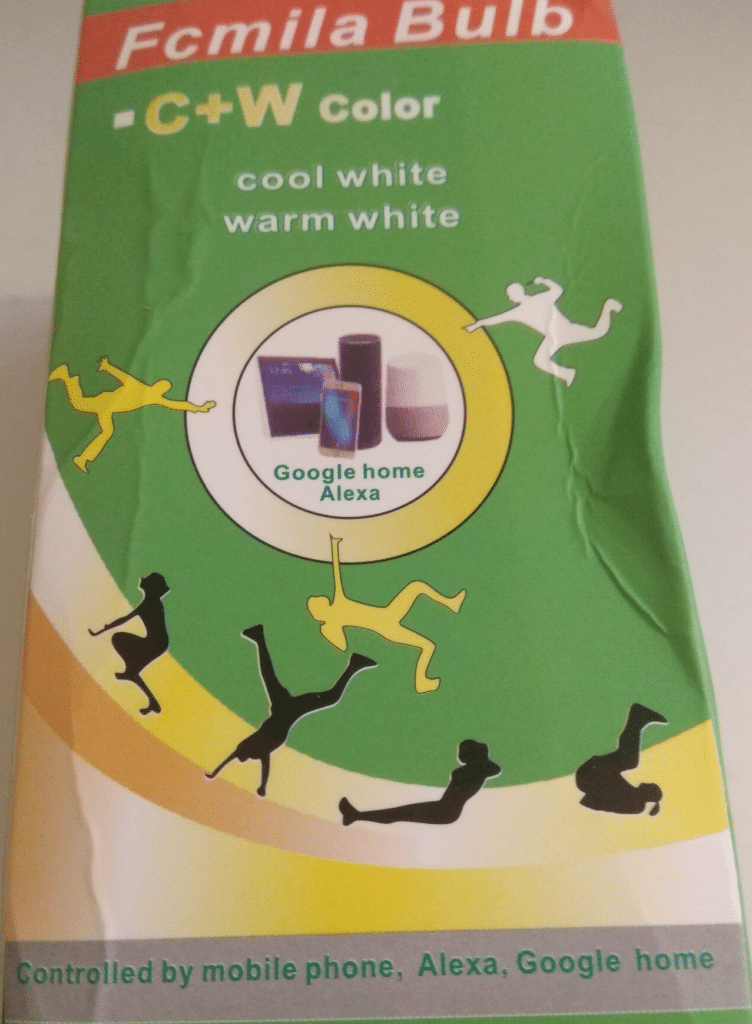 Fcmila Bulb
C+W Color
cool white
warm white
Google home
Alexa
Controlled by mobile phone, Alexa, Google home